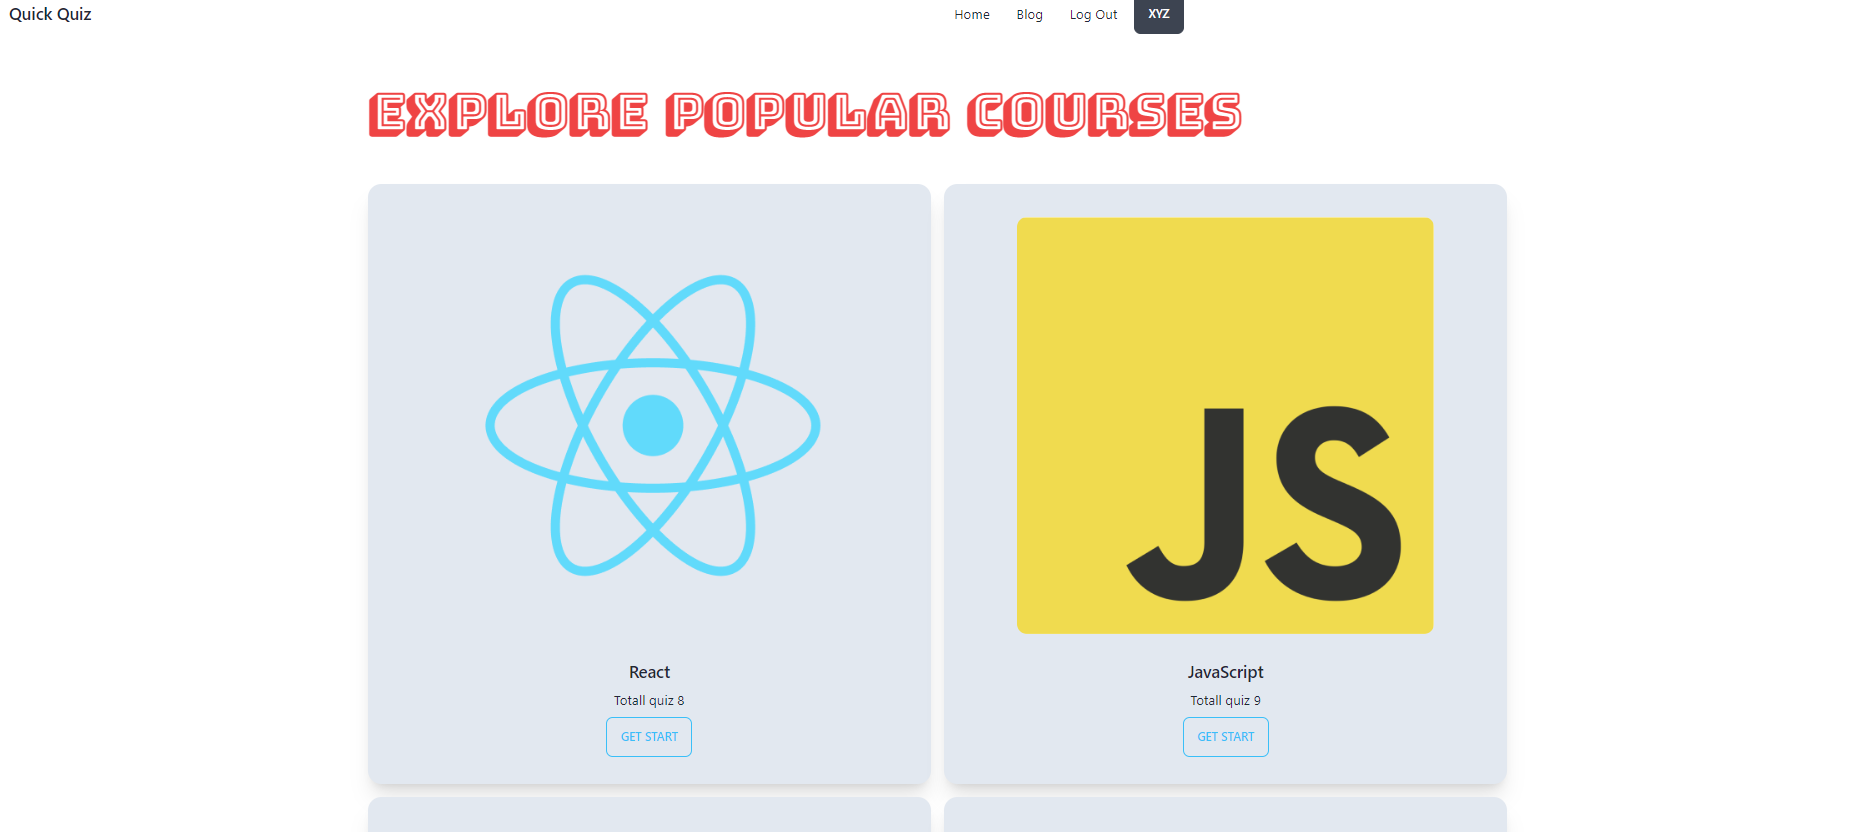 Quick Quiz
Home Blog Log Out XYZ
EXPLORE POPULAR COURSES
JS
React
Totall quiz 8
GET START
JavaScript
Totall quiz 9
GET START